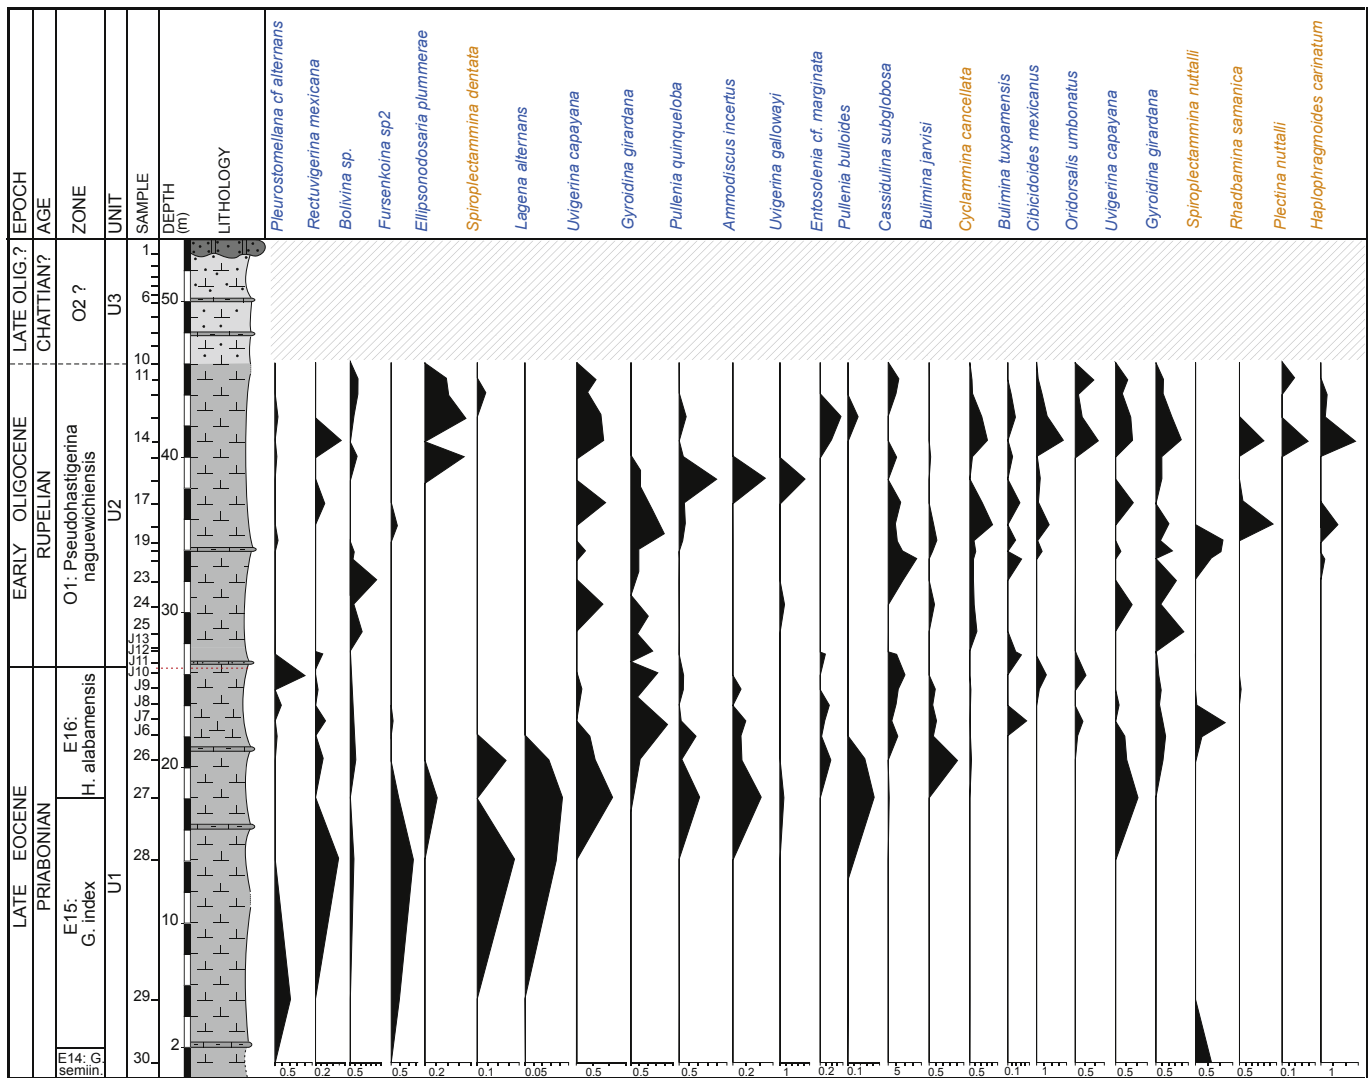 EPOCH
AGE
ZONE
UNIT
SAMPLE
DEPTH
(m)
LITHOLOGY
Pleurostomellana cf alternans
Rectuvigerina mexicana
Bolivina sp.
Fursenkoina sp2
Ellipsonodosaria plummerae
Spiroplectammina dentata
Lagena alternans
Uvigerina capayana
Gyroidina girardana
Pullenia quinqueloba
Ammodiscus incertus
Uvigerina gallowayi
Entosolenia cf. marginata
Pullenia bulloides
Cassidulina subglobosa
Bulimina jarvisi
Cyclammina cancellata
Bulimina tuxpamensis
Cibicidoides mexicanus
Oridorsalis umbonatus
Uvigerina capayana
Gyroidina girardana
Spiroplectammina nuttalli
Rhadbamina samanica
Plectina nuttalli
Haplophragmoides carinatum
LATE OLIG.?
CHATTIAN?
O2 ?
U3
EARLY OLIGOCENE
RUPELIAN
O1: Pseudohastigerina
naguewichiensis
U2
LATE EOCENE
PRIABONIAN
E16:
H. alabamensis
E15:
G. index
E14: G.
semiin.
U1
1
6
10
11
14
17
19
23
24
25
J13
J12
J11
J10
J9
J8
J7
J6
26
27
28
29
30
50
40
30
20
10
2
0.5 0.2 0.5 0.5 0.2 0.1 0.05 0.5 0.5 0.5 0.2 1 0.2 0.1 5 0.5 0.5 0.1 1 0.5 0.5 0.5 0.5 0.5 0.1 1